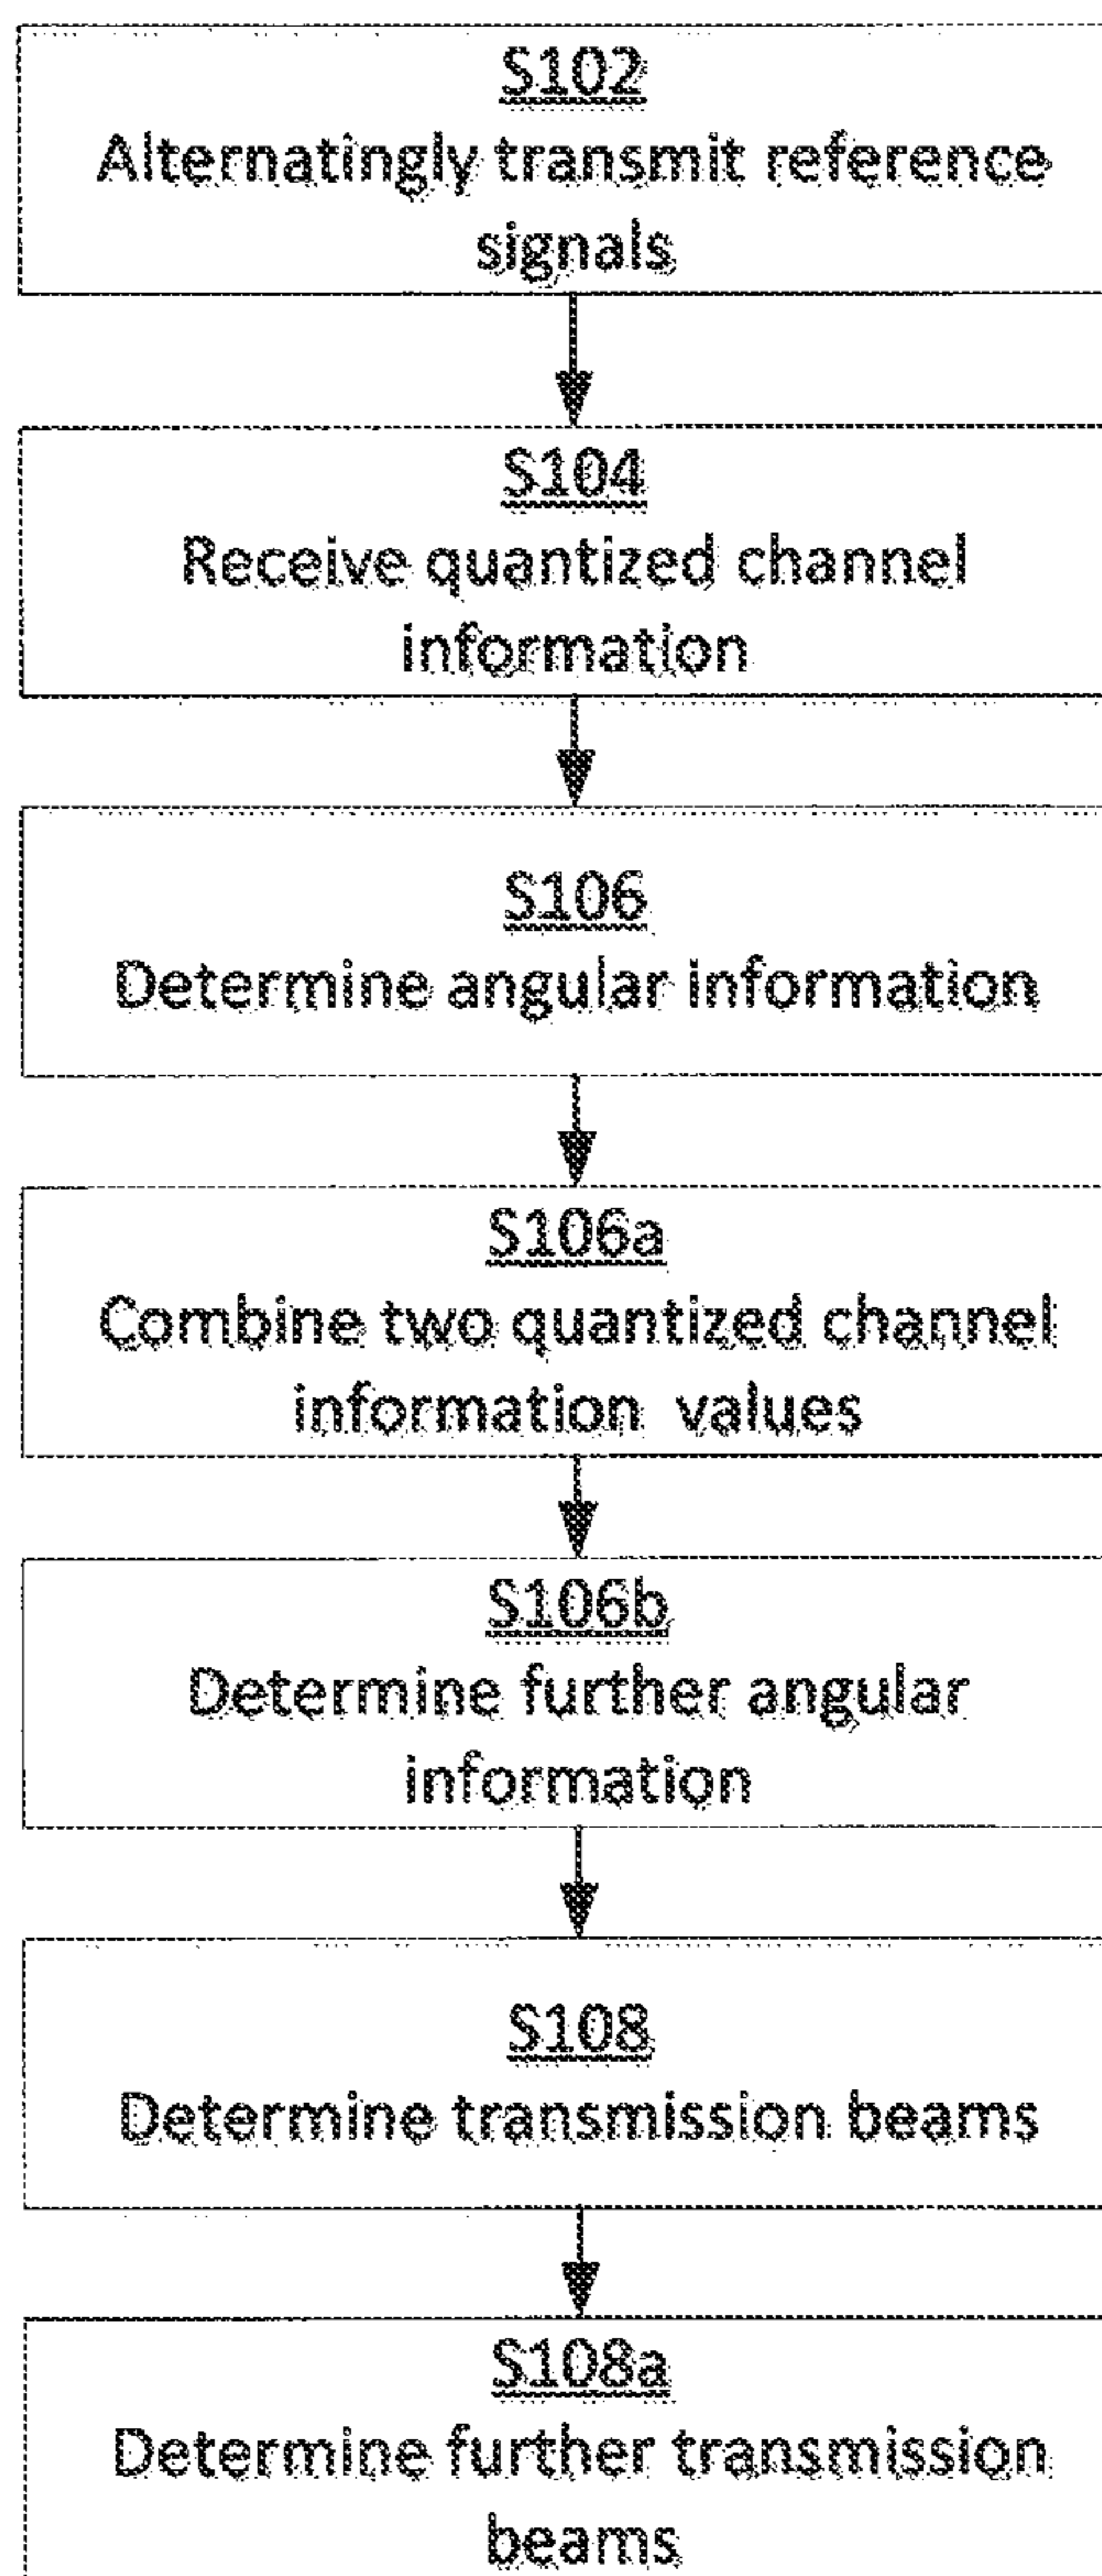 S102
Alternatingly transmit reference
signals
S104
Receive quantized channel
information
S106
Determine angular information
S106a
Combine two quantized channel
information values
S106b
Determine further angular
information
S108
Determine transmission beams
S108a
Determine further transmission
beams